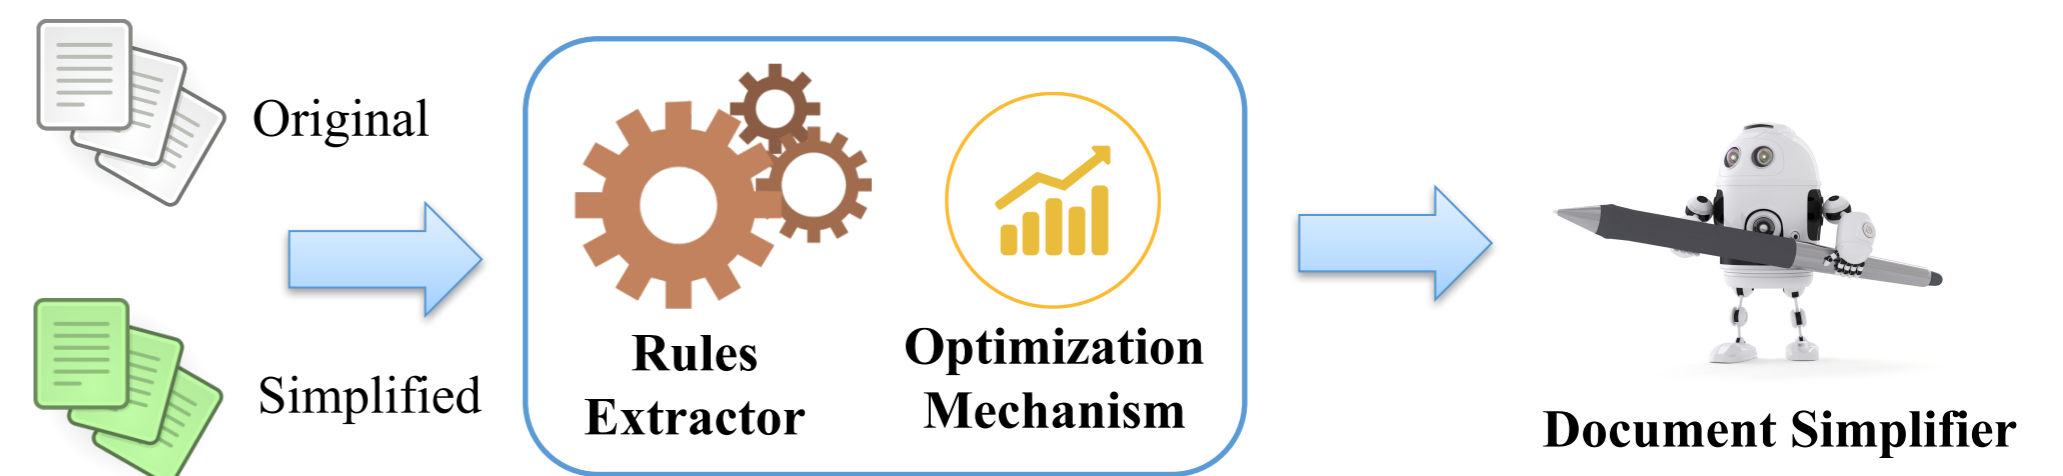 Original
Simplified
Rules
Extractor
Optimization
Mechanism
Document Simplifier